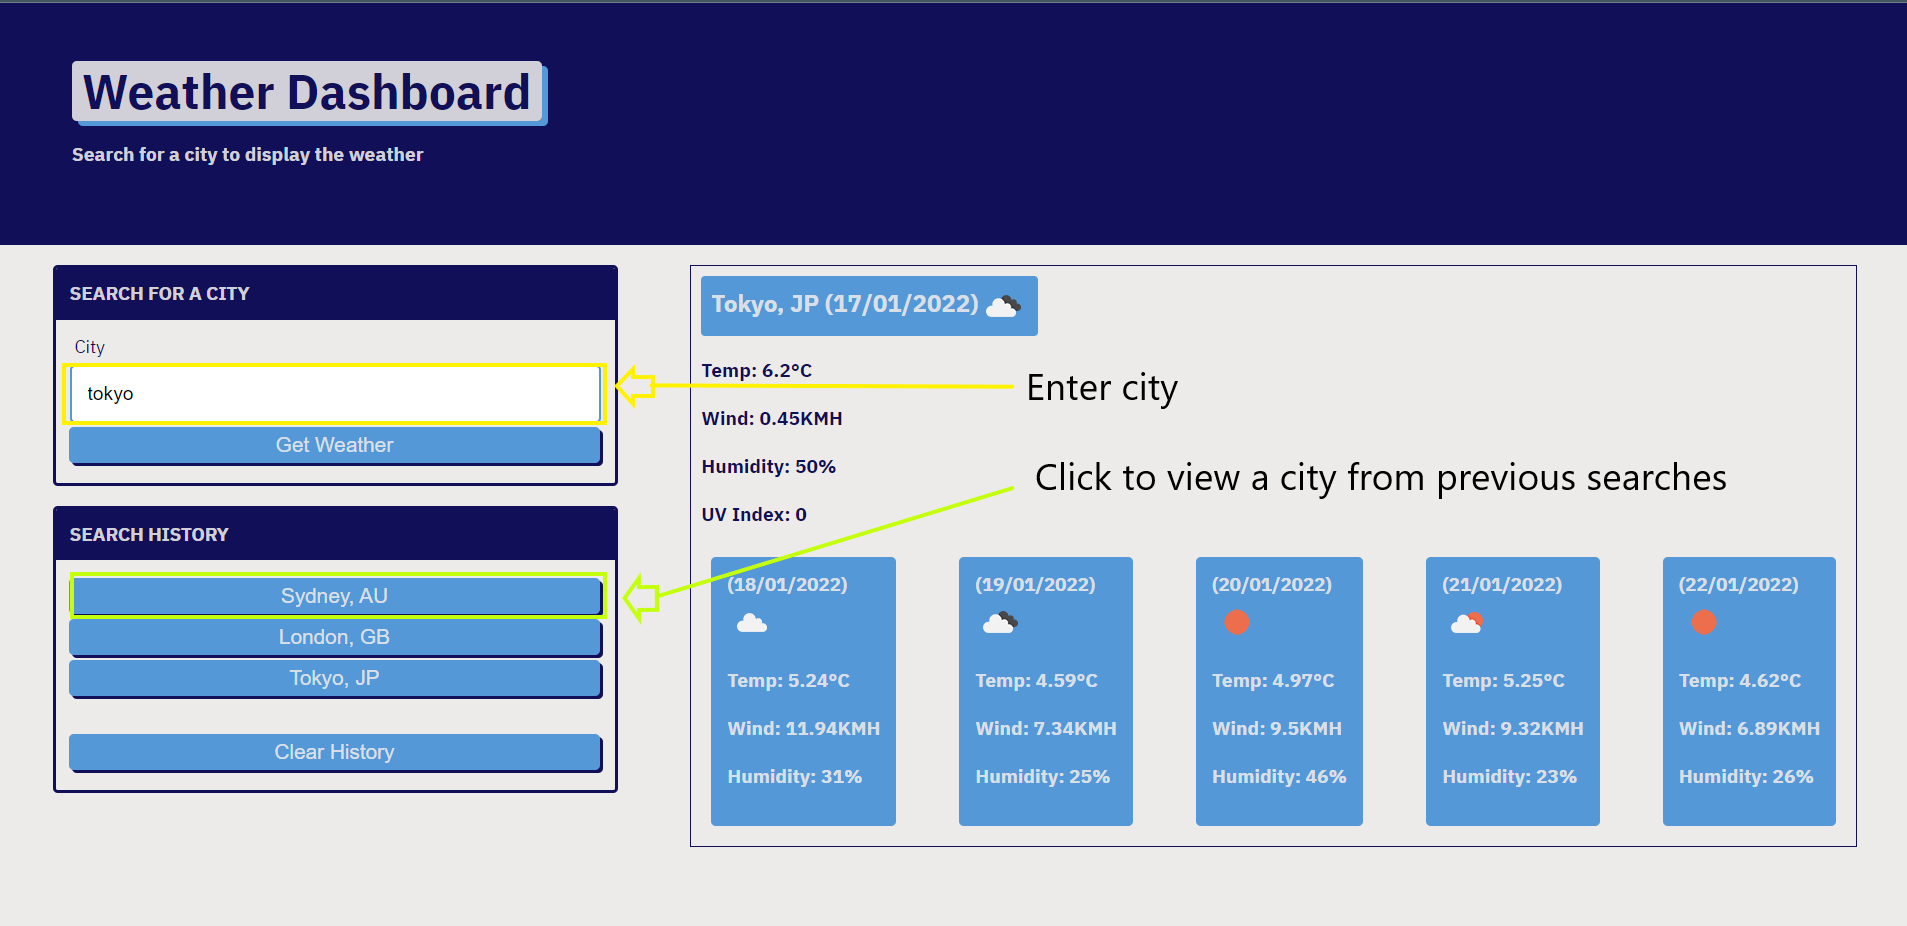 Weather Dashboard
Search for a city to display the weather
SEARCH FOR A CITY
City
tokyo
Get Weather
SEARCH HISTORY
Sydney, AU
London, GB
Tokyo, JP
Clear History
Tokyo, JP (17/01/2022)
Temp: 6.2°C
Enter city
Wind: 0.45KMH
Humidity: 50%
Click to view a city from previous searches
UV Index: 0
(18/01/2022)
Temp: 5.24°C
Wind: 11.94KMH
Humidity: 31%
(19/01/2022)
Temp: 4.59°C
Wind: 7.34KMH
Humidity: 25%
(20/01/2022)
Temp: 4.97°C
Wind: 9.5KMH
Humidity: 46%
(21/01/2022)
Temp: 5.25°C
Wind: 9.32KMH
Humidity: 23%
(22/01/2022)
Temp: 4.62°C
Wind: 6.89KMH
Humidity: 26%